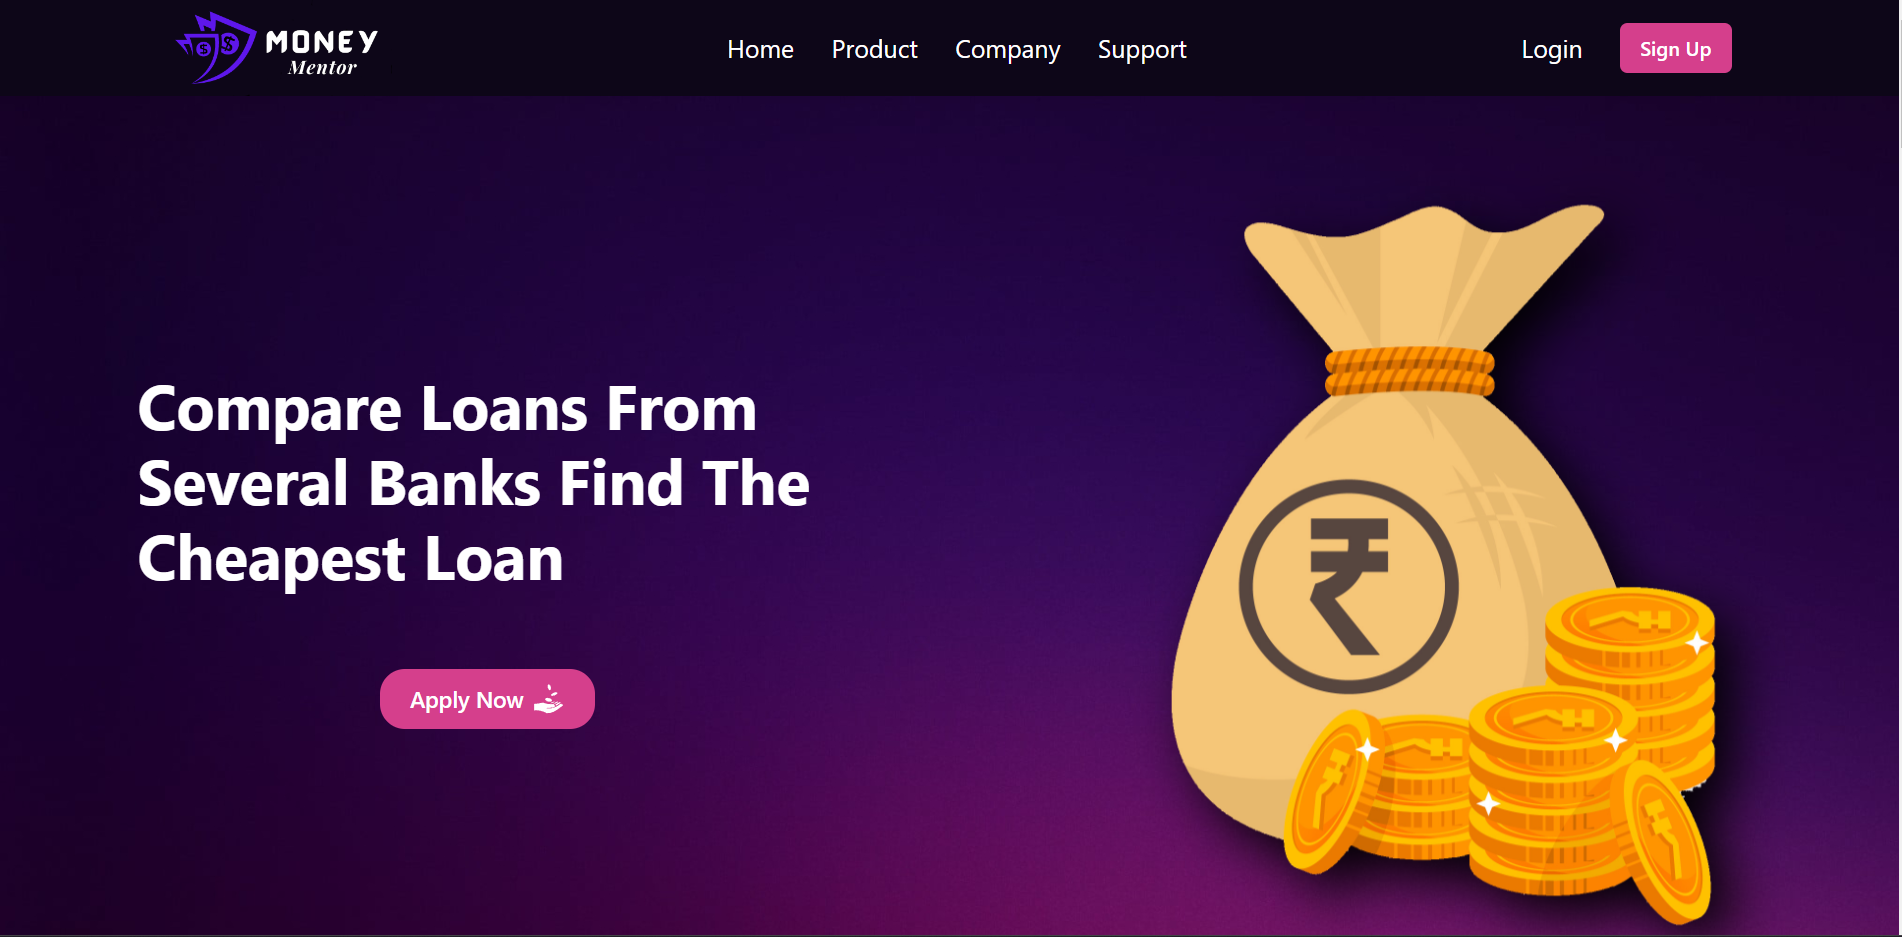 MONEY
Mentor
Home Product Company Support
Login Sign Up
Compare Loans From
Several Banks Find The
Cheapest Loan
Apply Now
₹